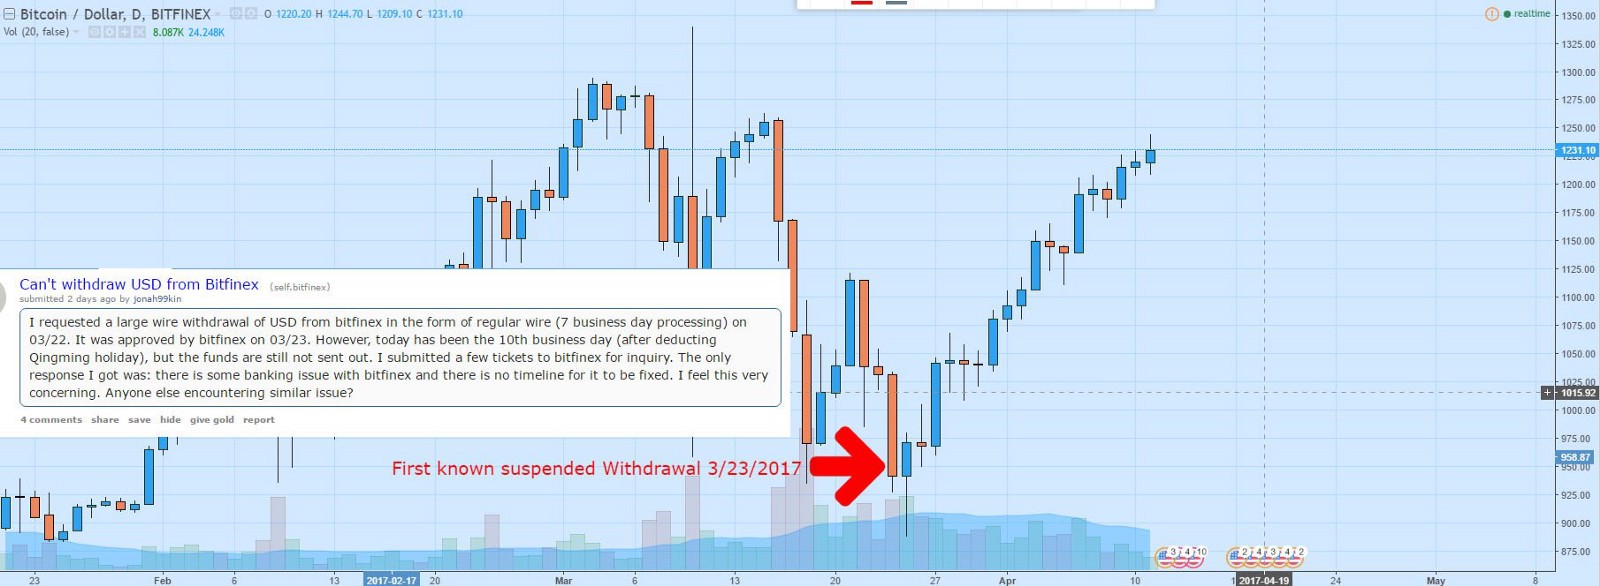 Bitcoin / Dollar, D, BITFINEX O 1220.20 H 1244.70 L 1209.10 C 1231.10
Vol (20, false) 8.087K 24.248K
realtime
1350.00
1325.00
1300.00
1275.00
1250.00
1231.10
1225.00
1200.00
1175.00
1150.00
1125.00
1100.00
1075.00
1050.00
1025.00
1015.92
1000.00
975.00
958.87
950.00
925.00
900.00
875.00
Can't withdraw USD from Bitfinex (self.bitfinex)
submitted 2 days ago by jonah99kin
I requested a large wire withdrawal of USD from bitfinex in the form of regular wire (7 business day processing) on
03/22. It was approved by bitfinex on 03/23. However, today has been the 10th business day (after deducting
Qingming holiday), but the funds are still not sent out. I submitted a few tickets to bitfinex for inquiry. The only
response I got was: there is some banking issue with bitfinex and there is no timeline for it to be fixed. I feel this very
concerning. Anyone else encountering similar issue?
4 comments share save hide give gold report
First known suspended Withdrawal 3/23/2017
3 4 10 2 4 3 4 2
23 Feb 6 13 2017-02-17 20 Mar 6 13 20 27 Apr 10 2017-04-19 24 May 8